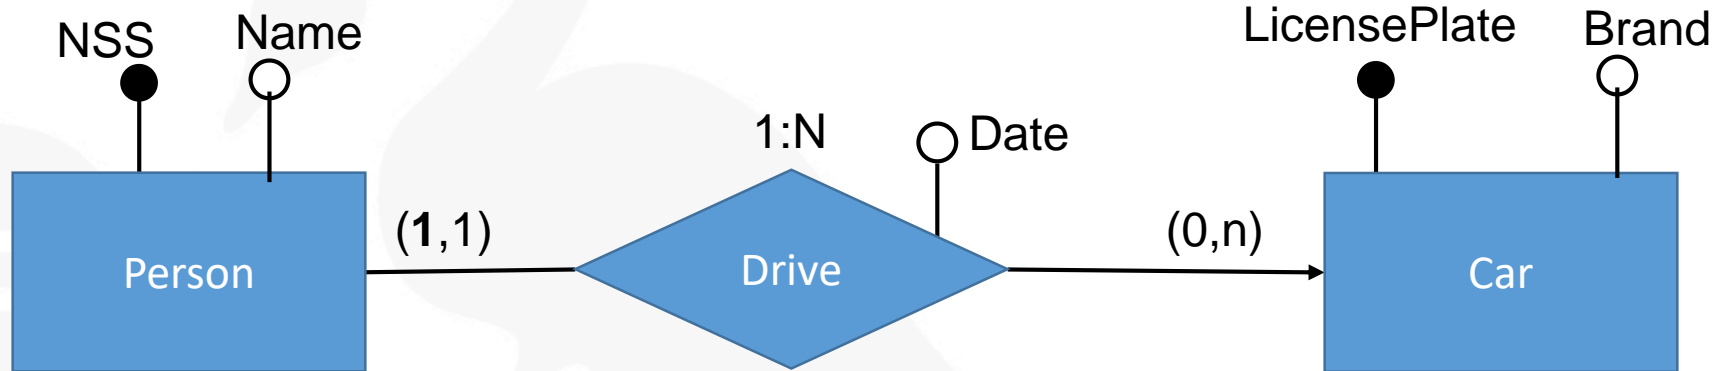 NSS
Name
LicensePlate
Brand
1:N
Date
(1,1)
(0,n)
Person
Drive
Car